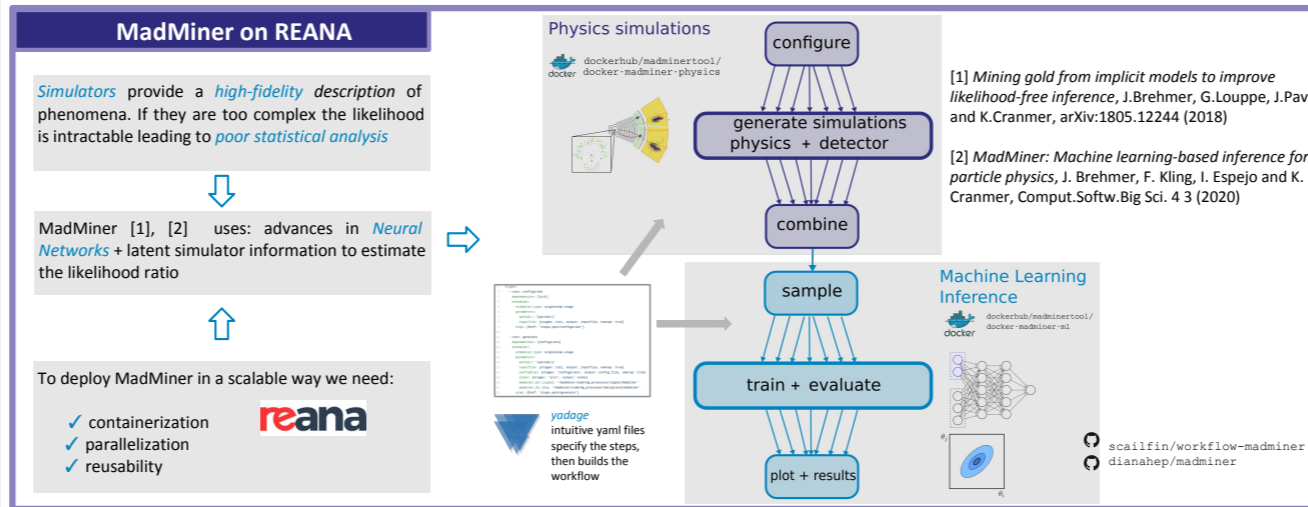 MadMiner on REANA
Simulators provide a high-fidelity description of
phenomena. If they are too complex the likelihood
is intractable leading to poor statistical analysis
MadMiner [1], [2] uses: advances in Neural
Networks + latent simulator information to estimate
the likelihood ratio
To deploy MadMiner in a scalable way we need:
✓ containerization
✓ parallelization
✓ reusability
reana
yadage
intuitive yaml files
specify the steps,
then builds the
workflow
Physics simulations
docker
dockerhub/madminertool/
docker-madminer-physics
configure
generate simulations
physics + detector
combine
sample
train + evaluate
plot + results
Machine Learning
Inference
docker
dockerhub/madminertool/
docker-madminer-ml
[1] Mining gold from implicit models to improve
likelihood-free inference, J.Brehmer, G.Louppe, J.Pav
and K.Cranmer, arXiv:1805.12244 (2018)
[2] MadMiner: Machine learning-based inference for
particle physics, J. Brehmer, F. Kling, I. Espejo and K.
Cranmer, Comput.Softw.Big Sci. 4 3 (2020)
scailfin/workflow-madminer
dianahep/madminer